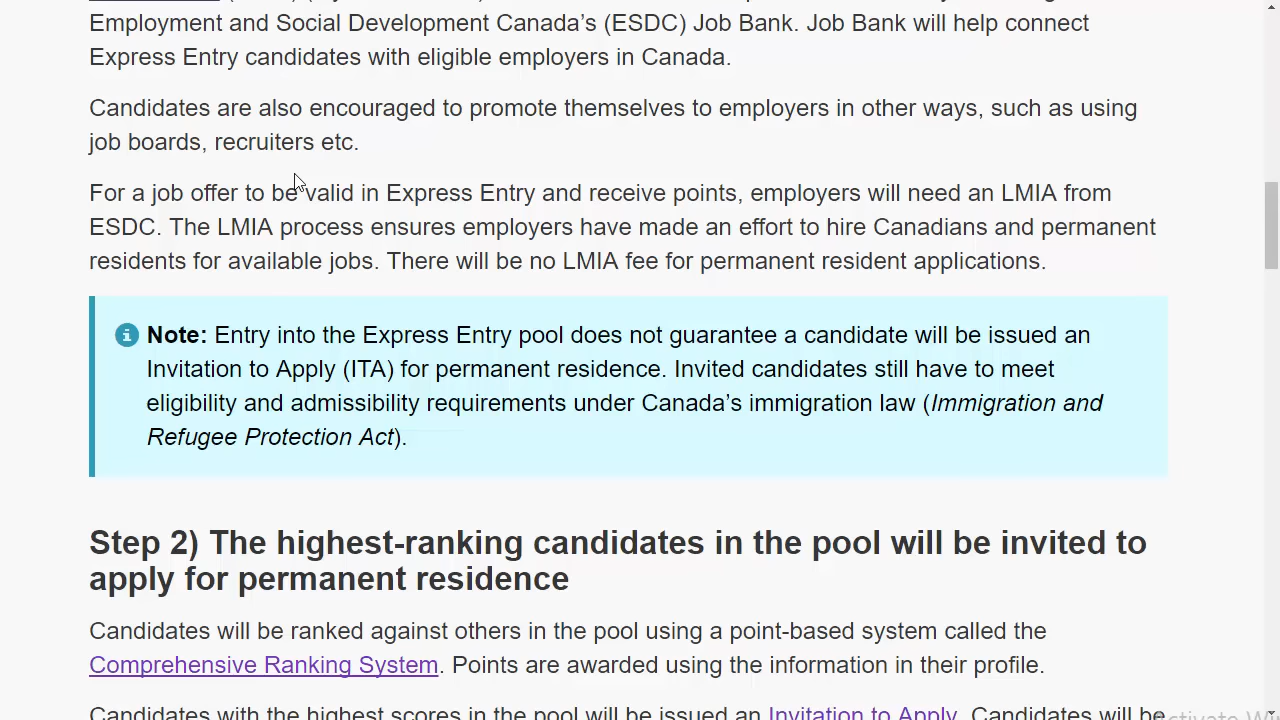 Employment and Social Development Canada's (ESDC) Job Bank. Job Bank will help connect
Express Entry candidates with eligible employers in Canada.
Candidates are also encouraged to promote themselves to employers in other ways, such as using
job boards, recruiters etc.
For a job offer to be valid in Express Entry and receive points, employers will need an LMIA from
ESDC. The LMIA process ensures employers have made an effort to hire Canadians and permanent
residents for available jobs. There will be no LMIA fee for permanent resident applications.
Note: Entry into the Express Entry pool does not guarantee a candidate will be issued an
Invitation to Apply (ITA) for permanent residence. Invited candidates still have to meet
eligibility and admissibility requirements under Canada's immigration law (Immigration and
Refugee Protection Act).
Step 2) The highest-ranking candidates in the pool will be invited to
apply for permanent residence
Candidates will be ranked against others in the pool using a point-based system called the
Comprehensive Ranking System. Points are awarded using the information in their profile.
Candidates with the highest scores in the pool will be issued an Invitation to Apply. Candidates will be